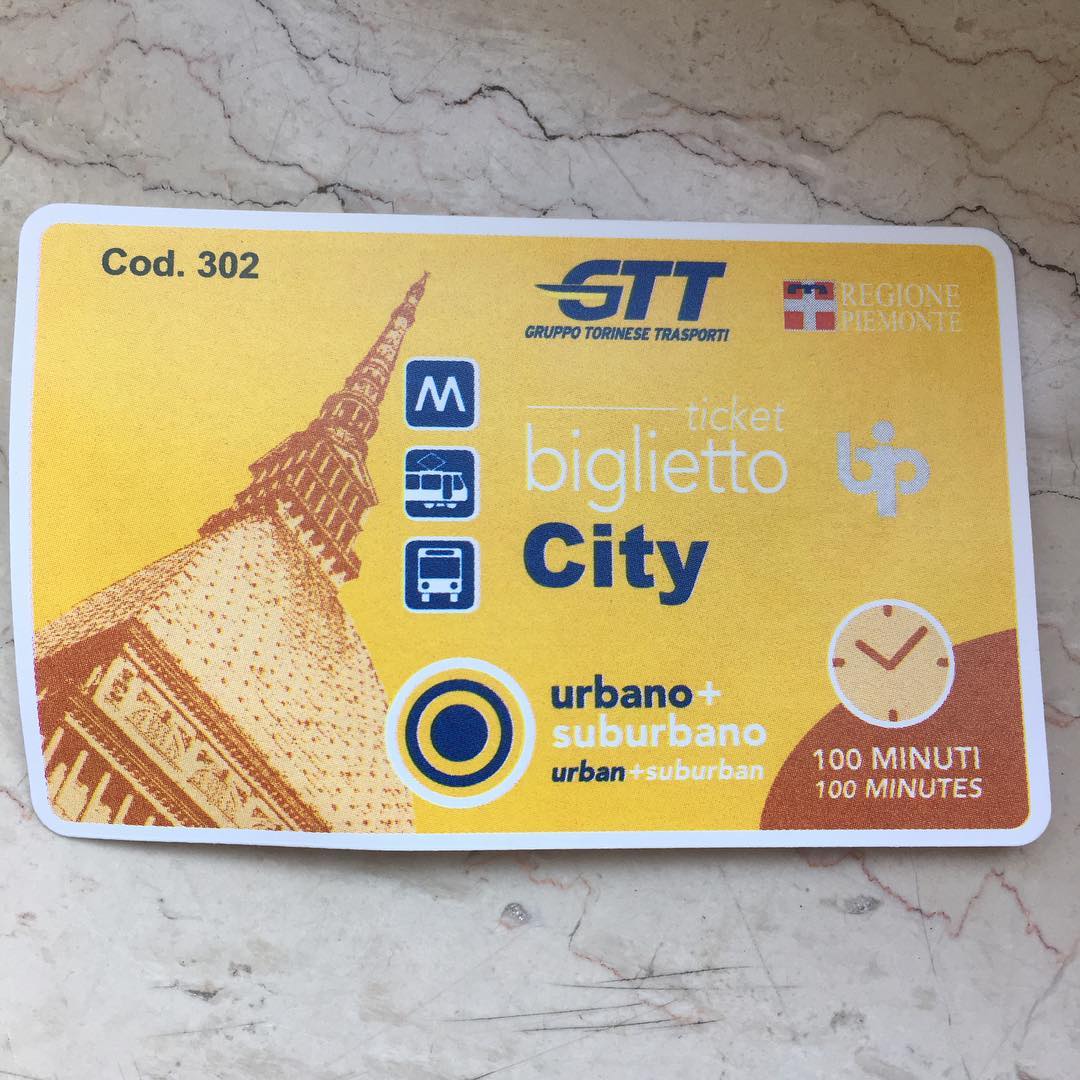 Cod. 302
GTT
GRUPPO TORINESE TRASPORTI
REGIONE
PIEMONTE
M
ticket
biglietto
bip
City
urbano+
suburbano
urban+suburban
100 MINUTI
100 MINUTES